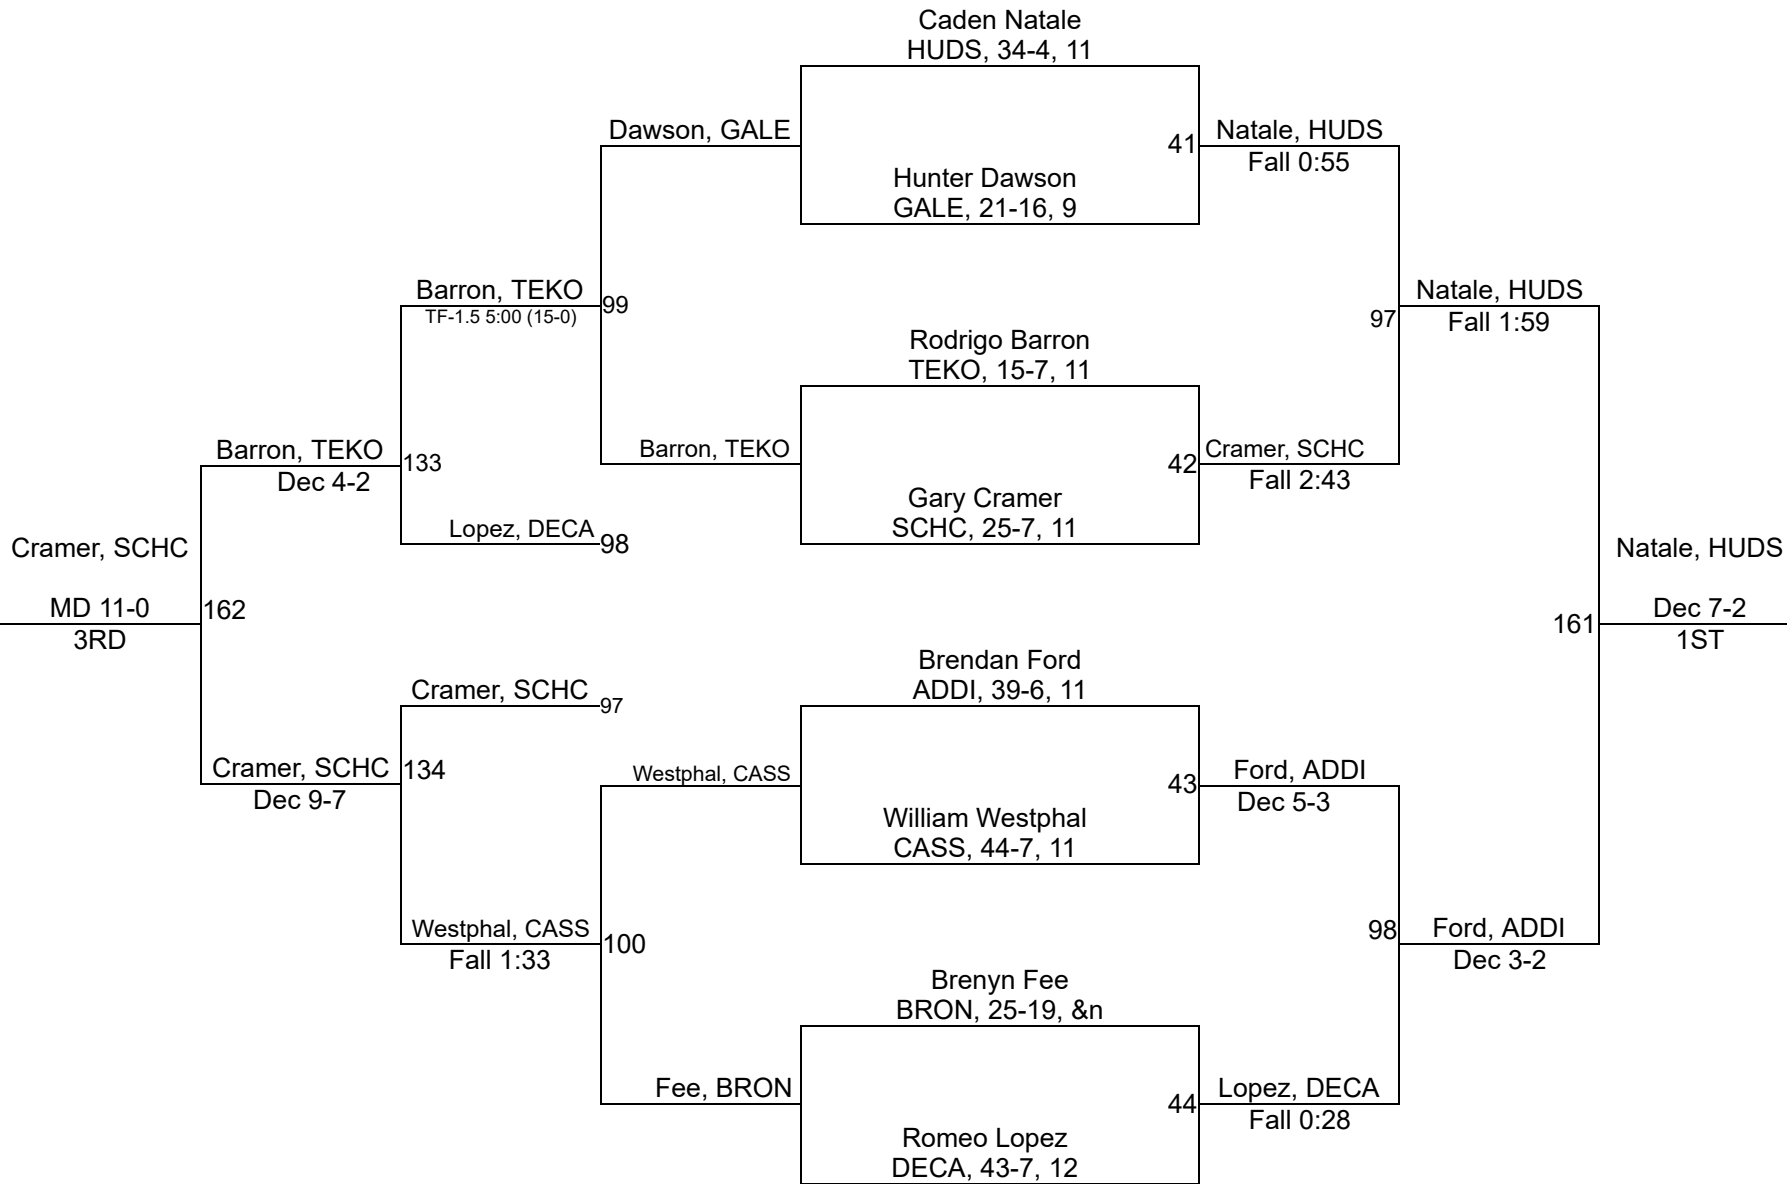 Caden Natale
HUDS, 34-4, 11
Dawson, GALE
41
Natale, HUDS
Fall 0:55
Hunter Dawson
GALE, 21-16, 9
Barron, TEKO
TF-1.5 5:00 (15-0)
99
Natale, HUDS
Fall 1:59
97
Rodrigo Barron
TEKO, 15-7, 11
Barron, TEKO
Dec 4-2
133
Barron, TEKO
42
Cramer, SCHC
Fall 2:43
Gary Cramer
SCHC, 25-7, 11
Lopez, DECA
98
Cramer, SCHC
MD 11-0
3RD
162
Natale, HUDS
Dec 7-2
1ST
161
Brendan Ford
ADDI, 39-6, 11
Cramer, SCHC
97
Cramer, SCHC
Dec 9-7
134
Westphal, CASS
43
Ford, ADDI
Dec 5-3
William Westphal
CASS, 44-7, 11
Westphal, CASS
Fall 1:33
100
98
Ford, ADDI
Dec 3-2
Brenyn Fee
BRON, 25-19, &n
Fee, BRON
44
Lopez, DECA
Fall 0:28
Romeo Lopez
DECA, 43-7, 12